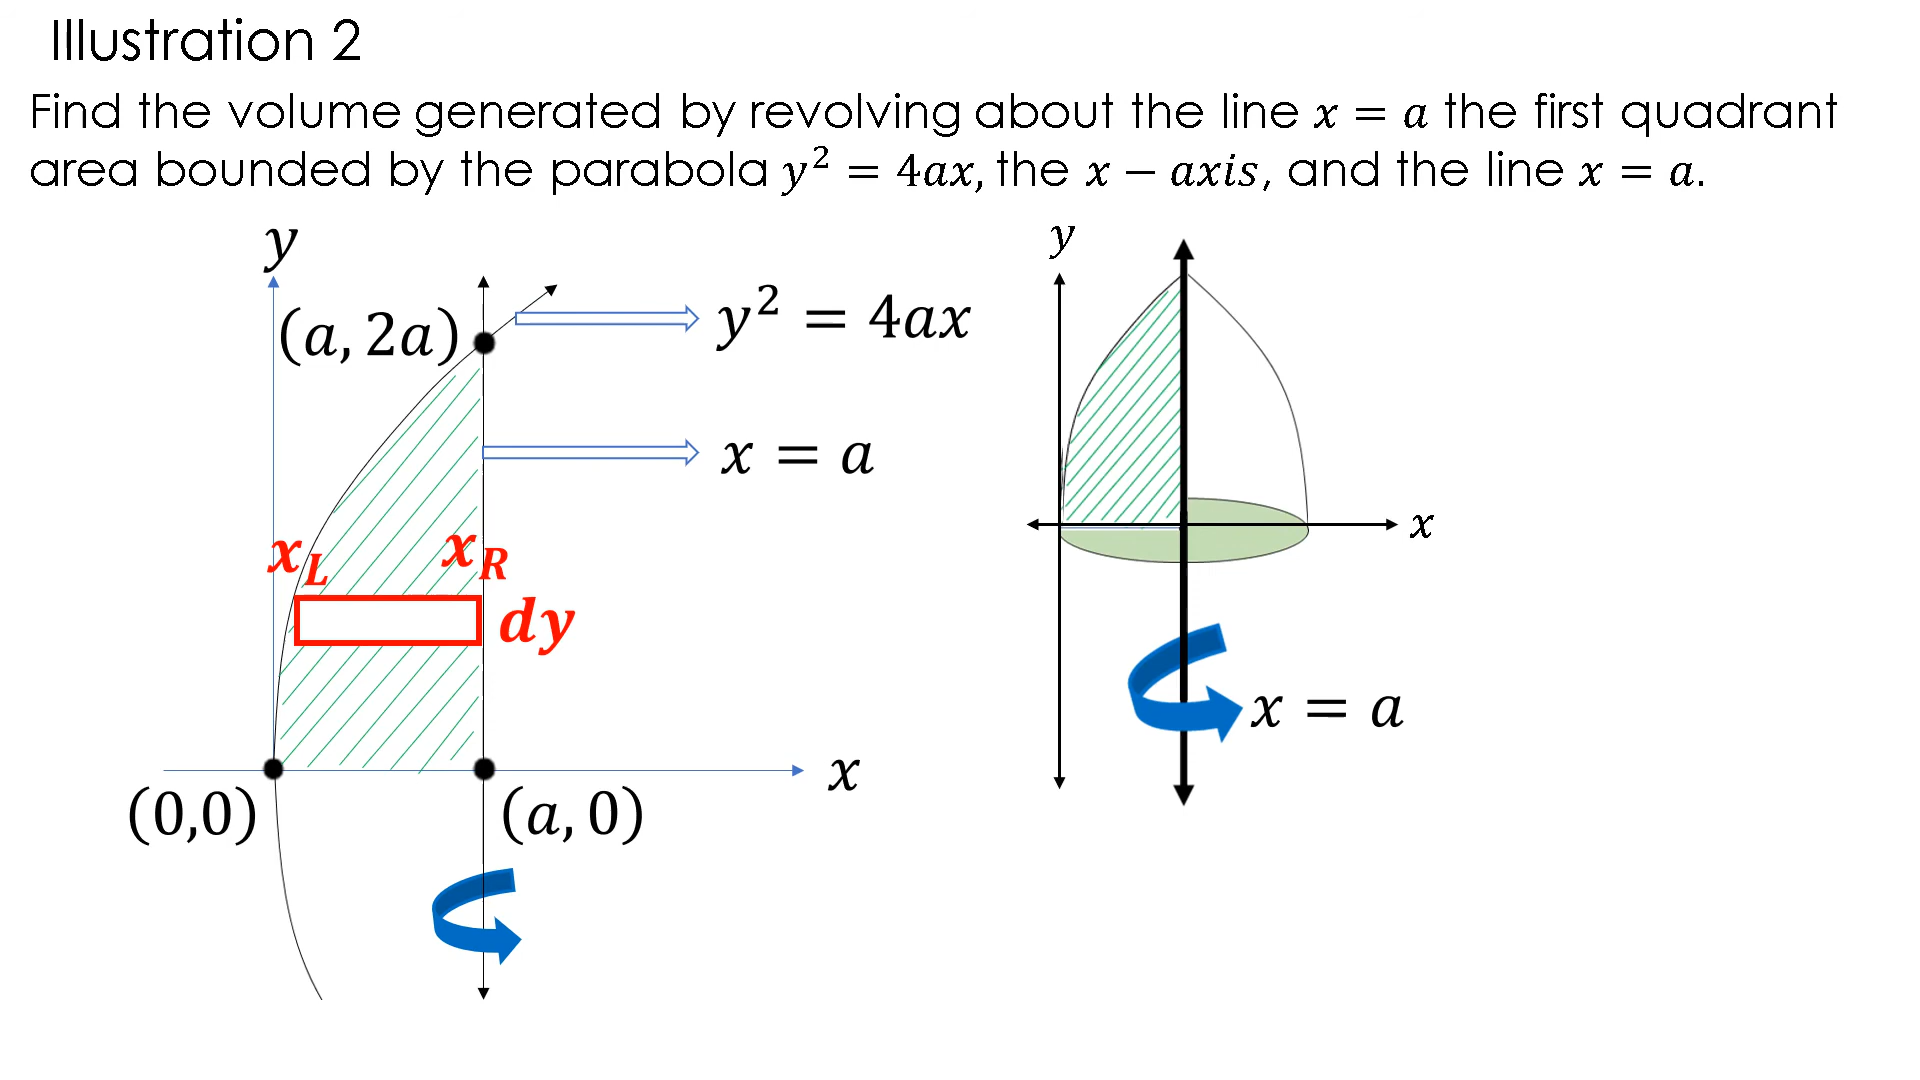 Illustration 2
Find the volume generated by revolving about the line x = a the first quadrant
area bounded by the parabola y² = 4ax, the x − axis, and the line x = a.
y
(a, 2a)
y² = 4ax
x = a
x_L
x_R
dy
x
(0,0)
(a, 0)
y
x
x = a